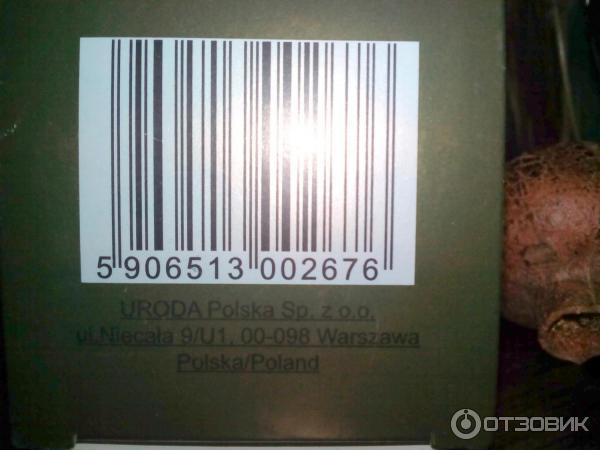 5 906513 002676
URODA Polska Sp. z o.o.
ul.Niecała 9/U1, 00-098 Warszawa
Polska/Poland
ОТЗОВИК